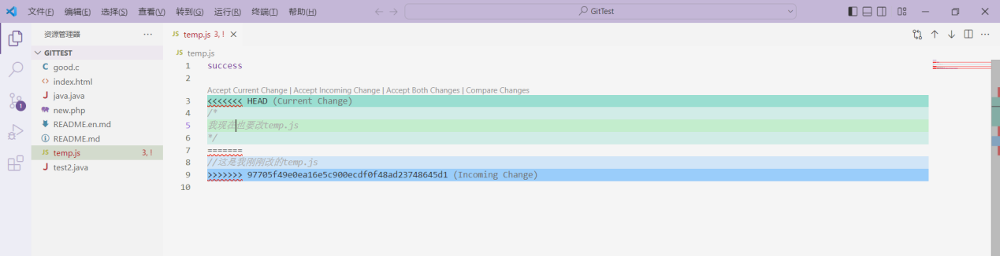 文件(F) 编辑(E) 选择(S) 查看(V) 转到(G) 运行(R) 终端(T) 帮助(H) GitTest
资源管理器 ··· JS temp.js 3, !
GITTEST JS temp.js
C good.c
<> index.html
J java.java
new.php
README.en.md
README.md
JS temp.js 3, !
J test2.java
1 success
2
Accept Current Change | Accept Incoming Change | Accept Both Changes | Compare Changes
3 <<<<<<< HEAD (Current Change)
4 /*
5 我现在也要改temp.js
6 */
7 =======
8 //这是我刚刚改的temp.js
9 >>>>>>> 97705f49e0ea16e5c900ecdf0f48ad23748645d1 (Incoming Change)
10
1